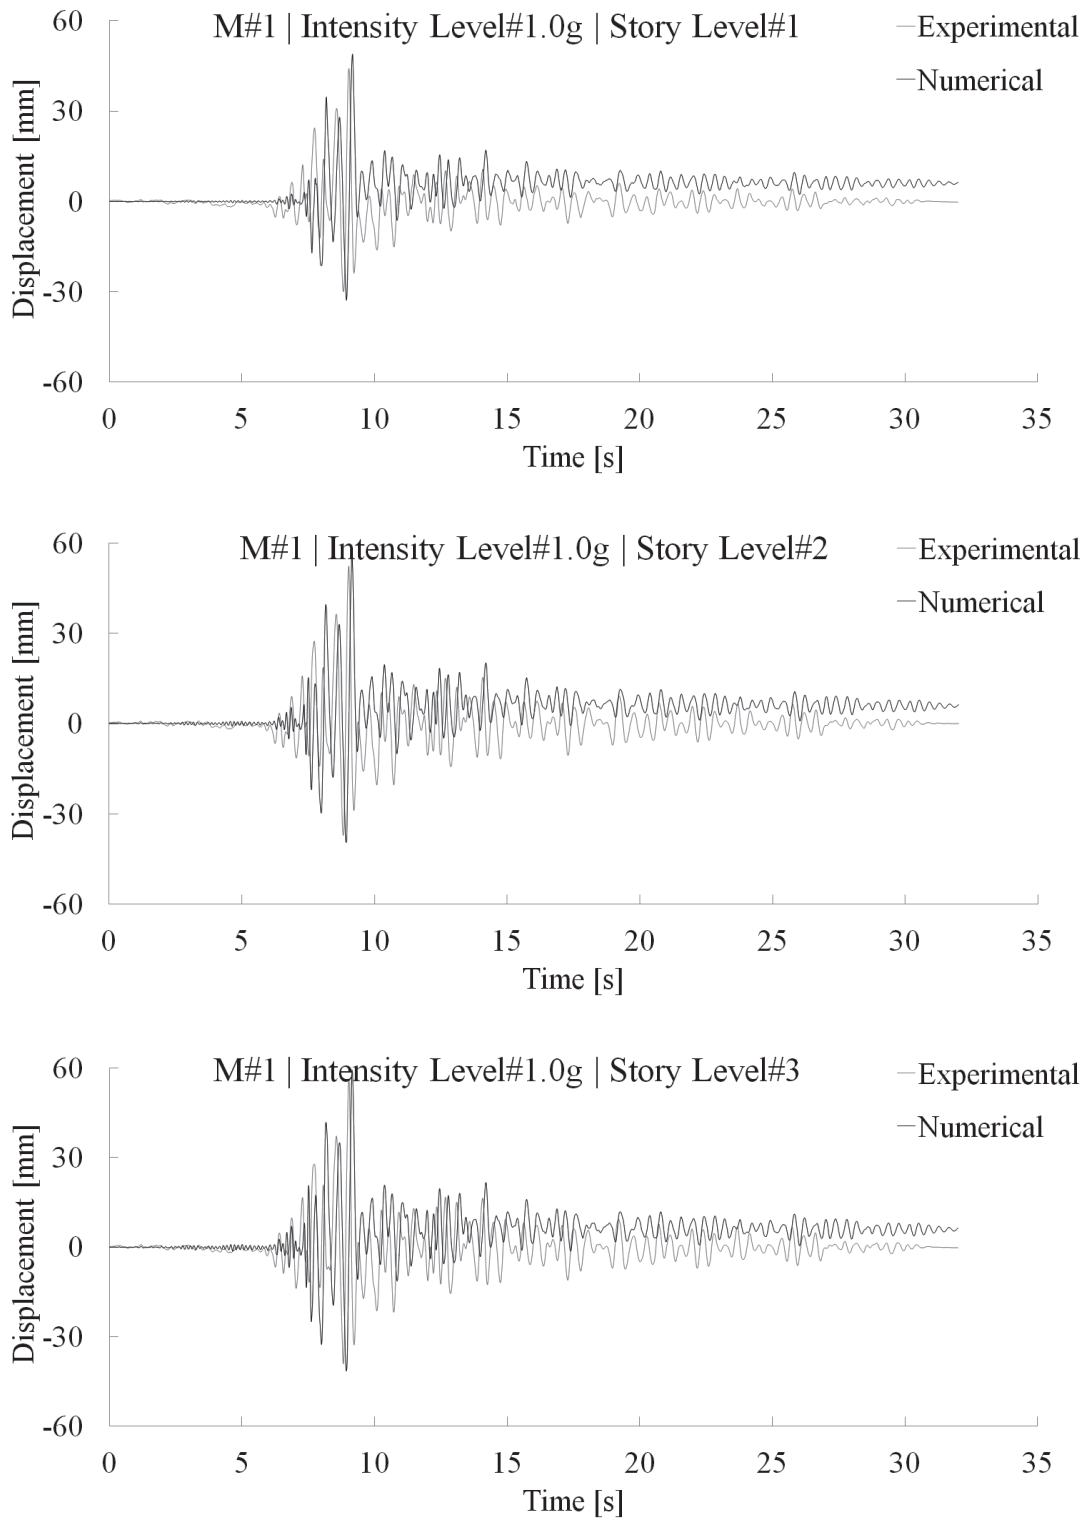 M#1 | Intensity Level#1.0g | Story Level#1
Experimental
Numerical
Displacement [mm]
60
30
0
-30
-60
0 5 10 15 20 25 30 35
Time [s]
M#1 | Intensity Level#1.0g | Story Level#2
Experimental
Numerical
Displacement [mm]
60
30
0
-30
-60
0 5 10 15 20 25 30 35
Time [s]
M#1 | Intensity Level#1.0g | Story Level#3
Experimental
Numerical
Displacement [mm]
60
30
0
-30
-60
0 5 10 15 20 25 30 35
Time [s]